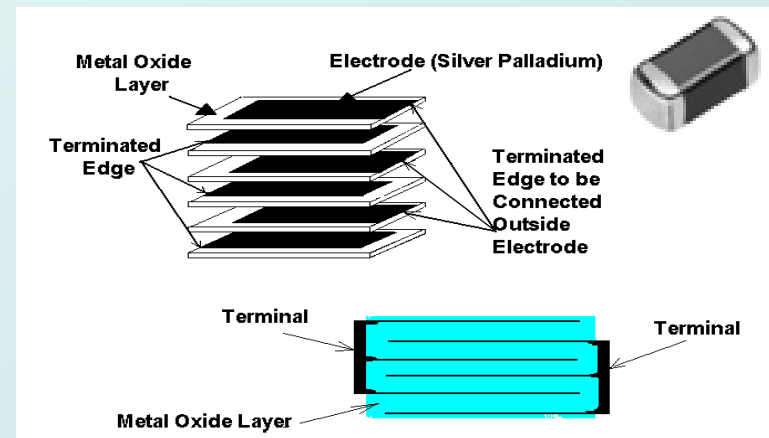 Metal Oxide
Layer
Electrode (Silver Palladium)
Terminated
Edge
Terminated
Edge to be
Connected
Outside
Electrode
Terminal
Terminal
Metal Oxide Layer